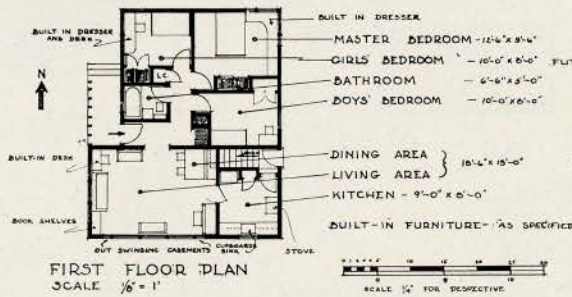 BUILT IN DRESSER
BUILT IN DRESSER
AND DESK
MASTER BEDROOM - 12'-6" X 9'-6"
GIRLS' BEDROOM - 10'-0" X 8'-0"
L.C.
BATHROOM - 6'-6" X 5'-0"
N
BOYS' BEDROOM - 10'-0" X 8'-0"
BUILT-IN DESK
DINING AREA
18'-6" X 13'-0"
LIVING AREA
KITCHEN - 9'-0" X 8'-0"
BOOK SHELVES
BUILT-IN FURNITURE - AS SPECIFIED
OUT SWINGING CASEMENTS
CUPBOARDS
SINK
STOVE
FIRST FLOOR PLAN
SCALE 1/8" = 1'
SCALE 1/4" FOR DESPECTIVE